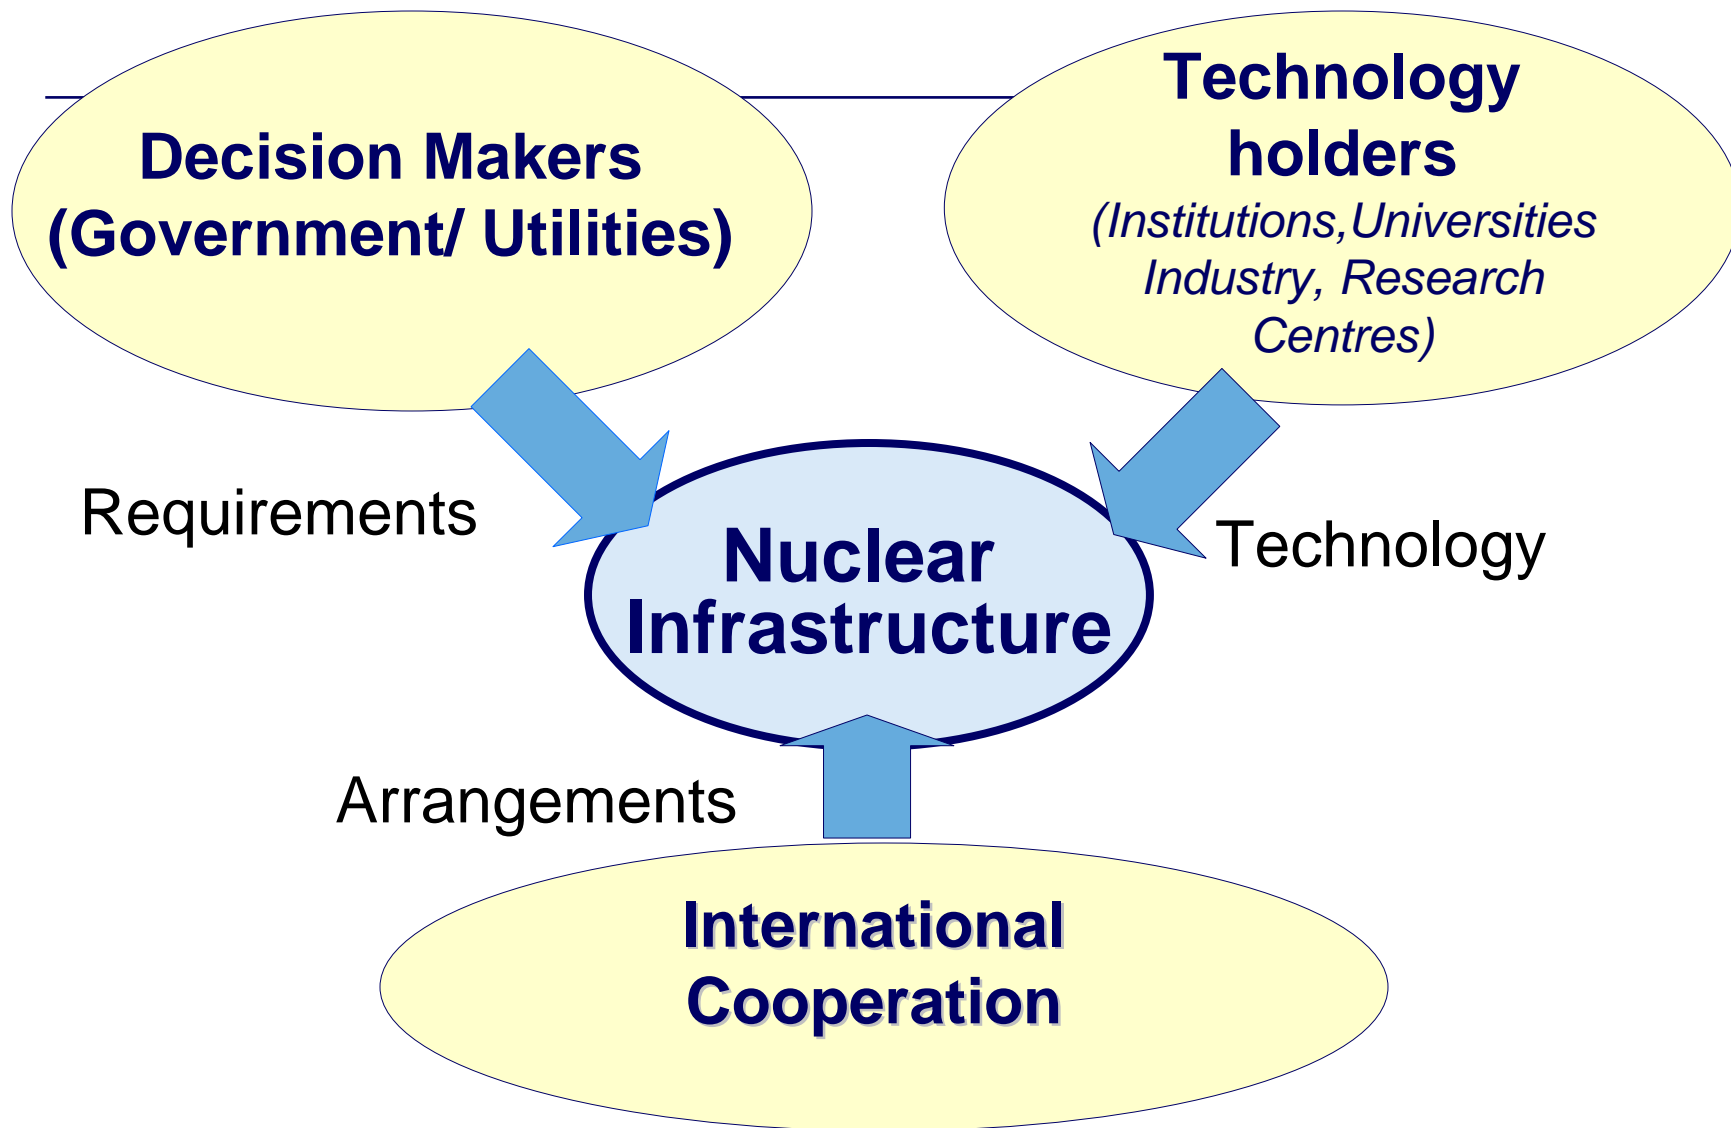 Decision Makers
(Government/ Utilities)
Technology
holders
(Institutions,Universities
Industry, Research
Centres)
Requirements
Technology
Nuclear
Infrastructure
Arrangements
International
Cooperation